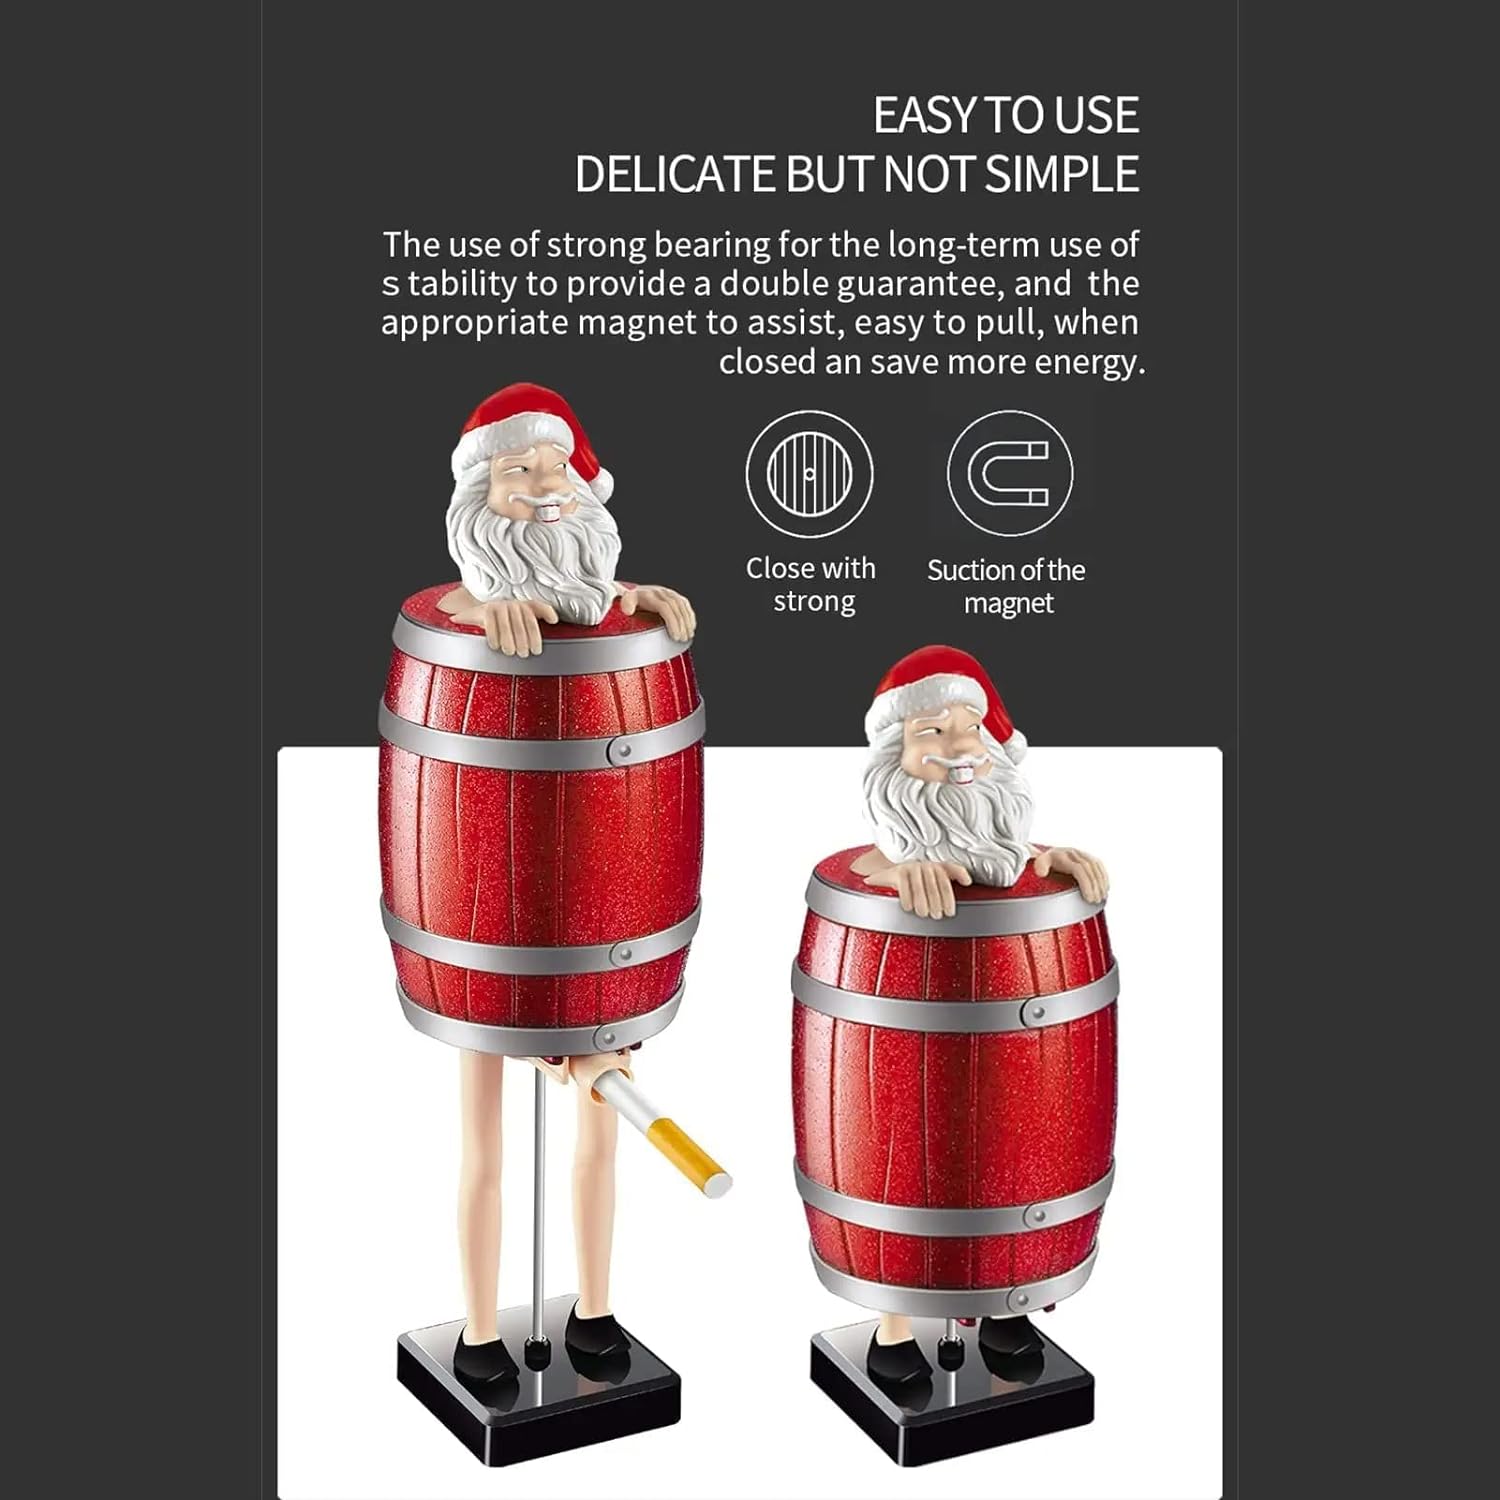 EASY TO USE
DELICATE BUT NOT SIMPLE
The use of strong bearing for the long-term use of
s tability to provide a double guarantee, and the
appropriate magnet to assist, easy to pull, when
closed an save more energy.
Close with
strong
Suction of the
magnet